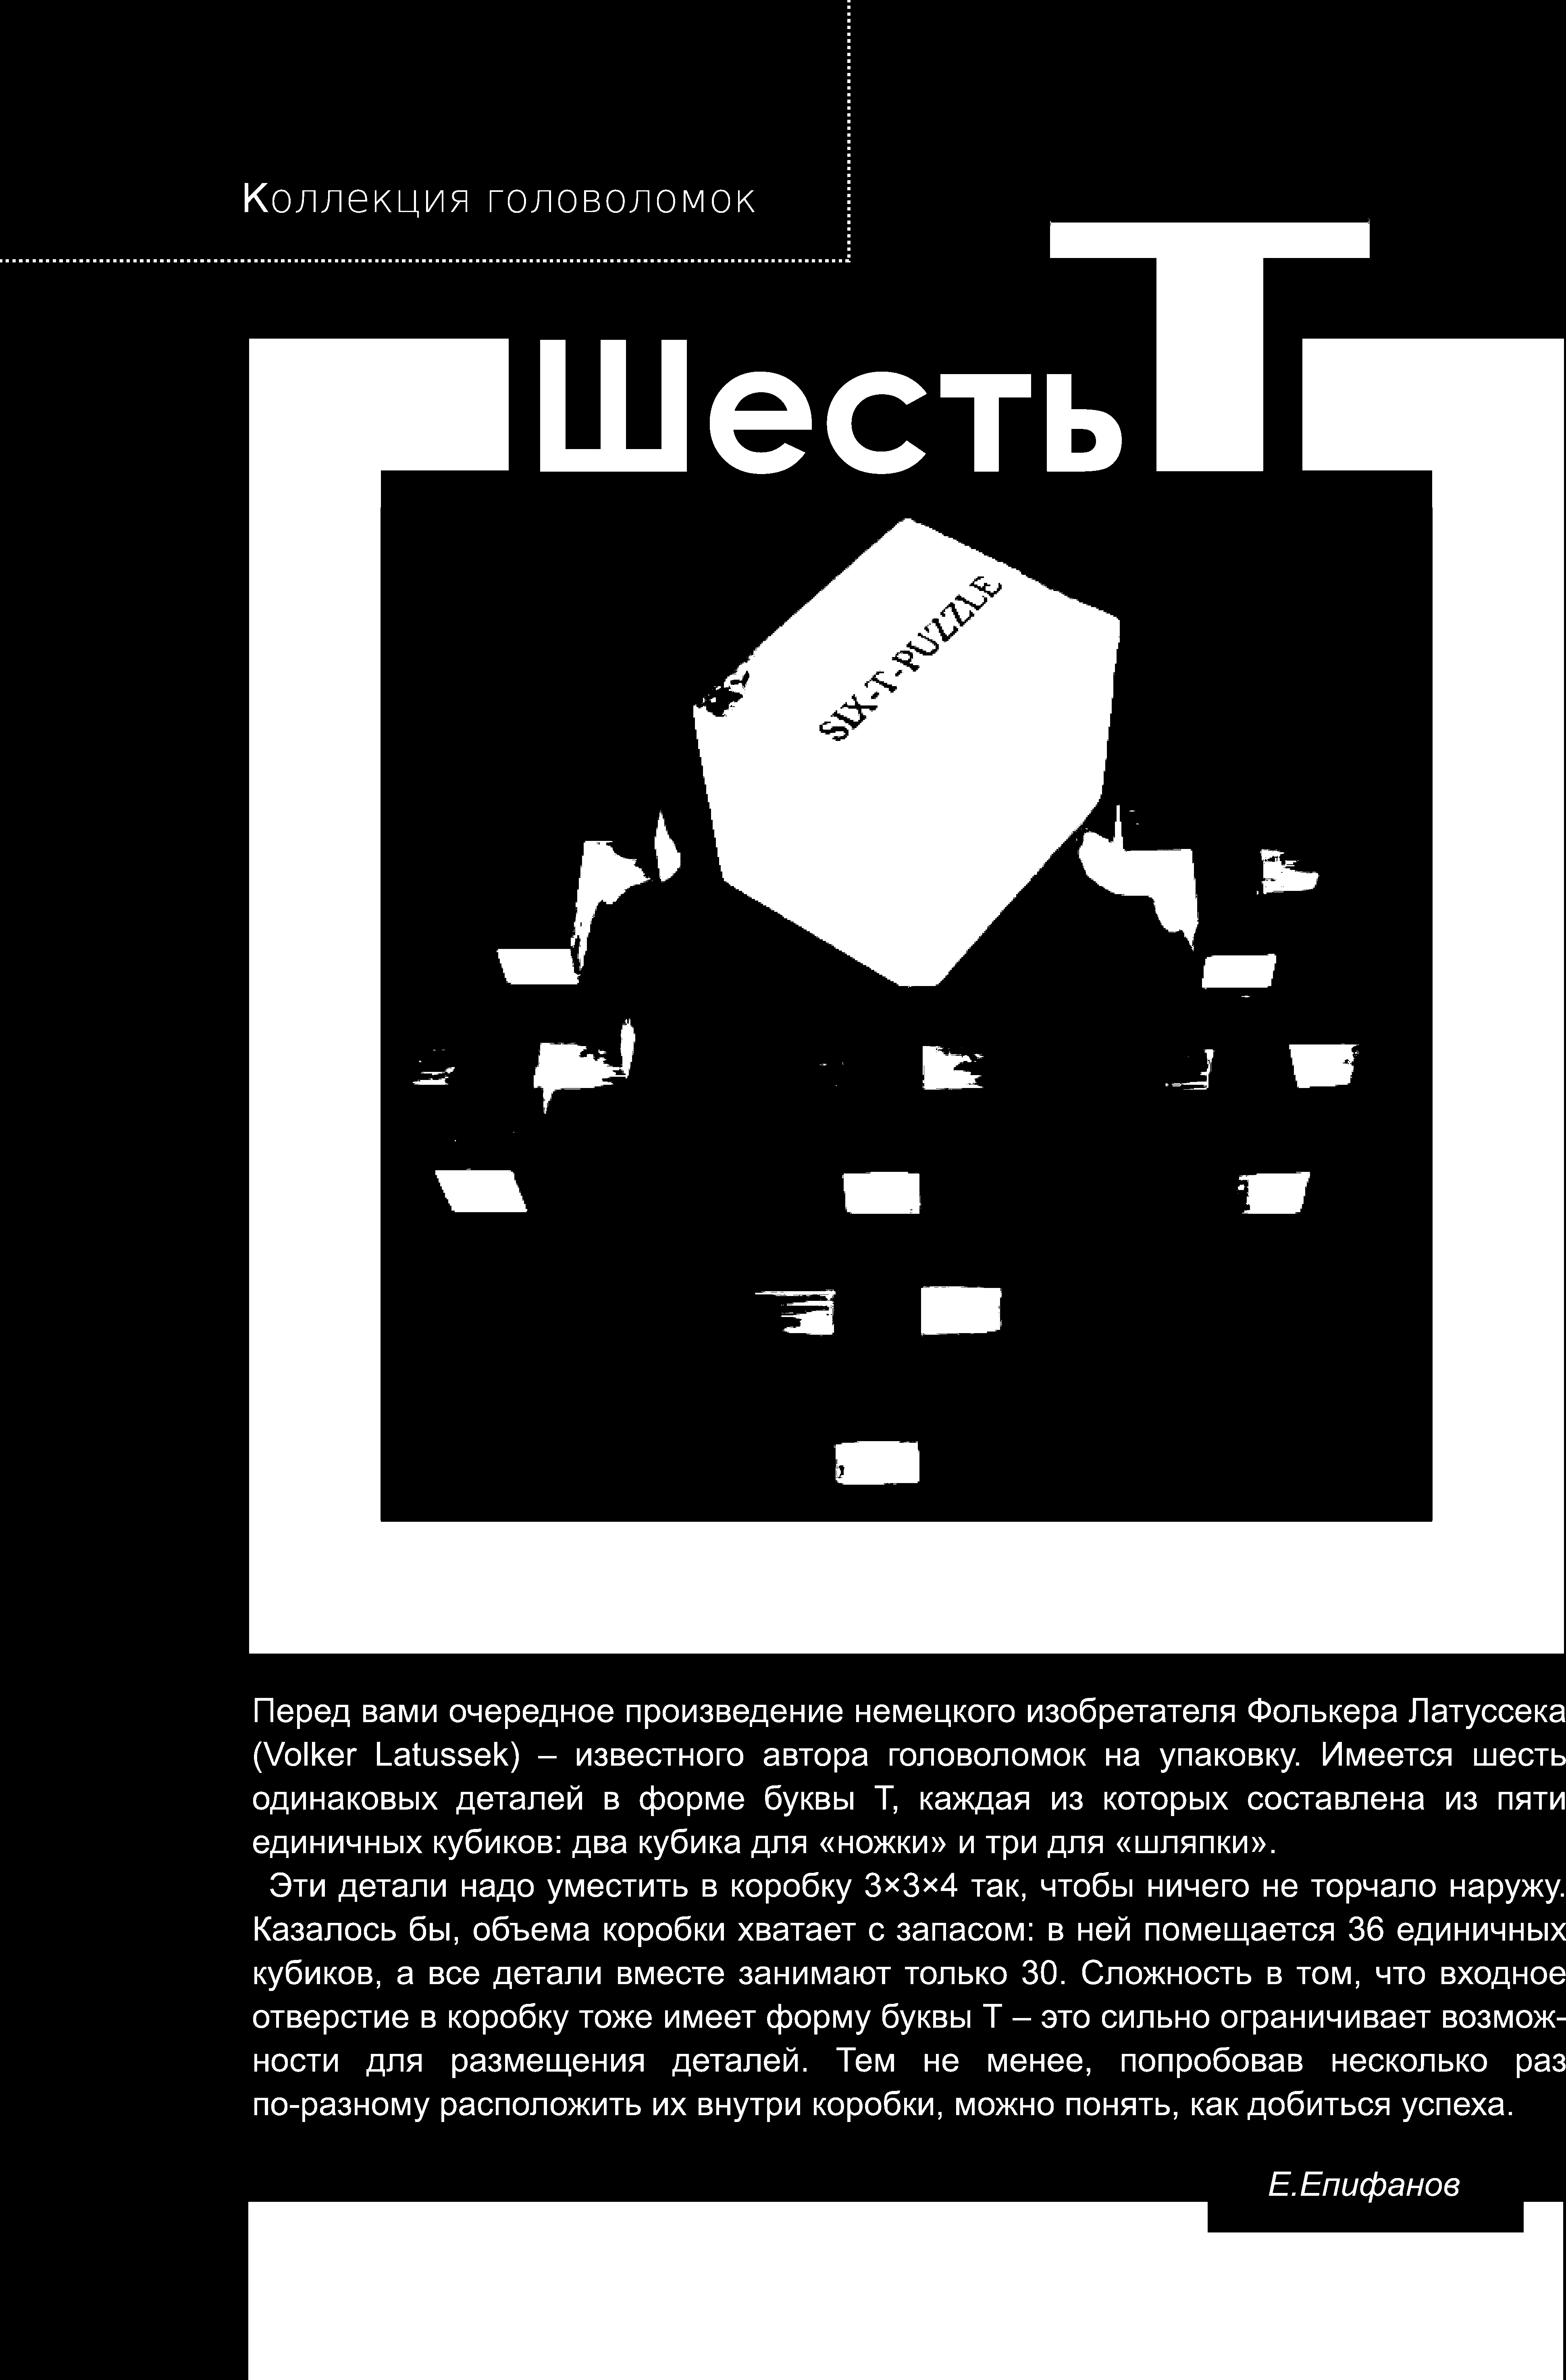 Коллекция головоломок
Шесть Т
SIX-T-PUZZLE
Перед вами очередное произведение немецкого изобретателя Фолькера Латуссека
(Volker Latussek) – известного автора головоломок на упаковку. Имеется шесть
одинаковых деталей в форме буквы Т, каждая из которых составлена из пяти
единичных кубиков: два кубика для «ножки» и три для «шляпки».
Эти детали надо уместить в коробку 3×3×4 так, чтобы ничего не торчало наружу.
Казалось бы, объема коробки хватает с запасом: в ней помещается 36 единичных
кубиков, а все детали вместе занимают только 30. Сложность в том, что входное
отверстие в коробку тоже имеет форму буквы Т – это сильно ограничивает возмож-
ности для размещения деталей. Тем не менее, попробовав несколько раз
по-разному расположить их внутри коробки, можно понять, как добиться успеха.
Е.Епифанов